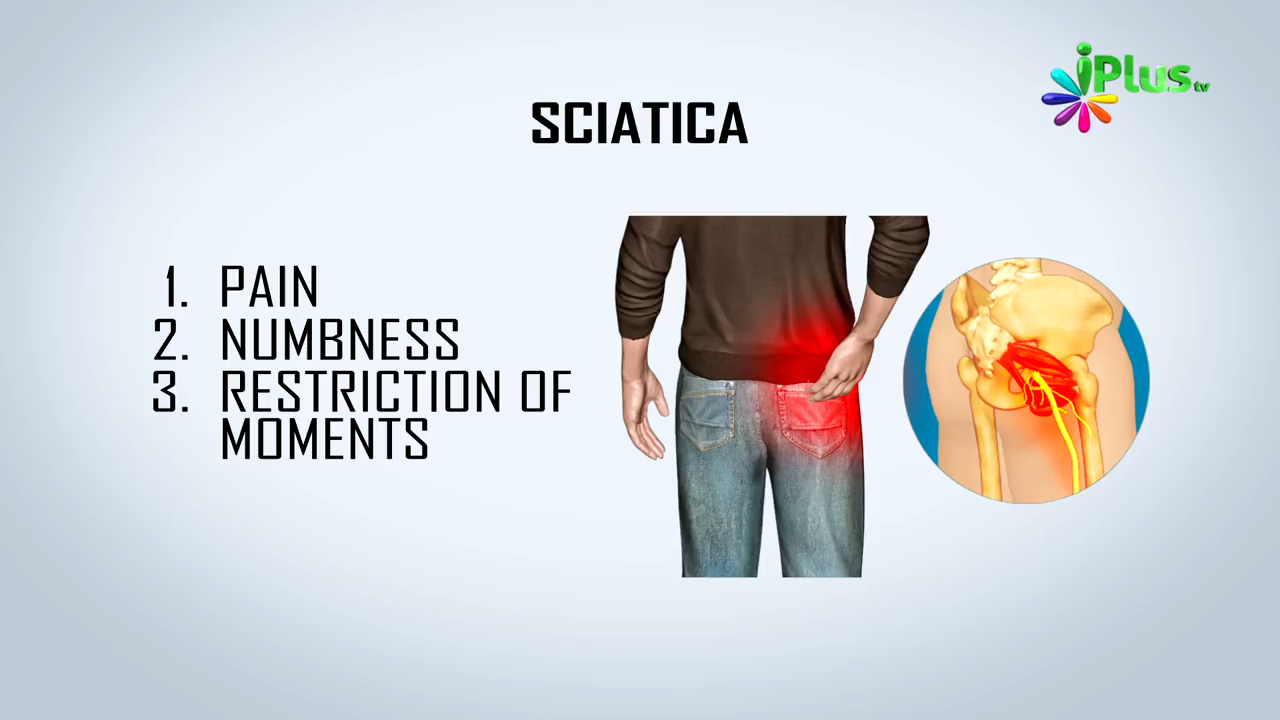 iPlus tv
SCIATICA
1. PAIN
2. NUMBNESS
3. RESTRICTION OF
MOMENTS